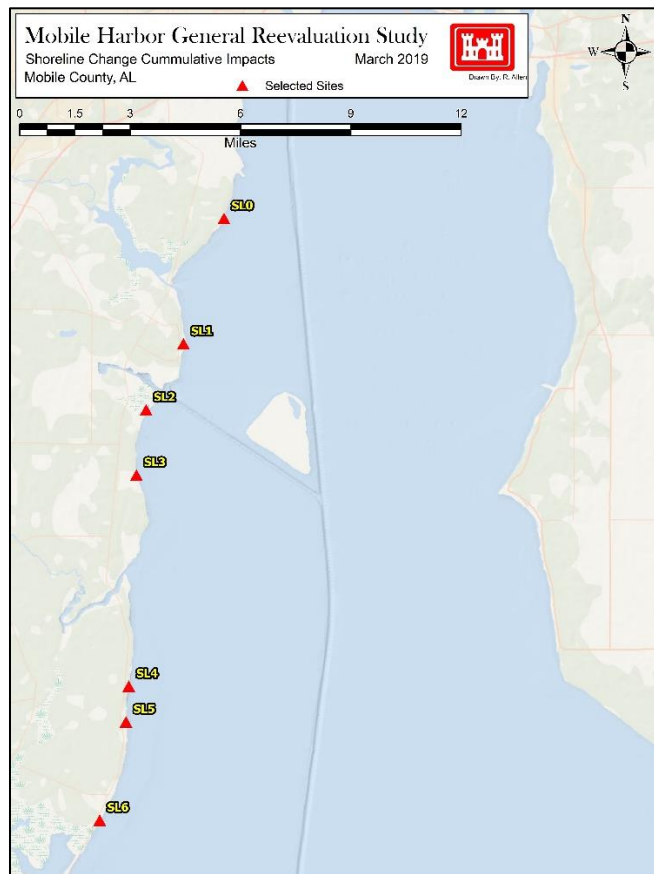 Mobile Harbor General Reevaluation Study
Shoreline Change Cummulative Impacts March 2019
Mobile County, AL
Drawn By: R. Allen
Selected Sites
N
W E
S
0 1.5 3 6 9 12
Miles
SL0
SL1
SL2
SL3
SL4
SL5
SL6